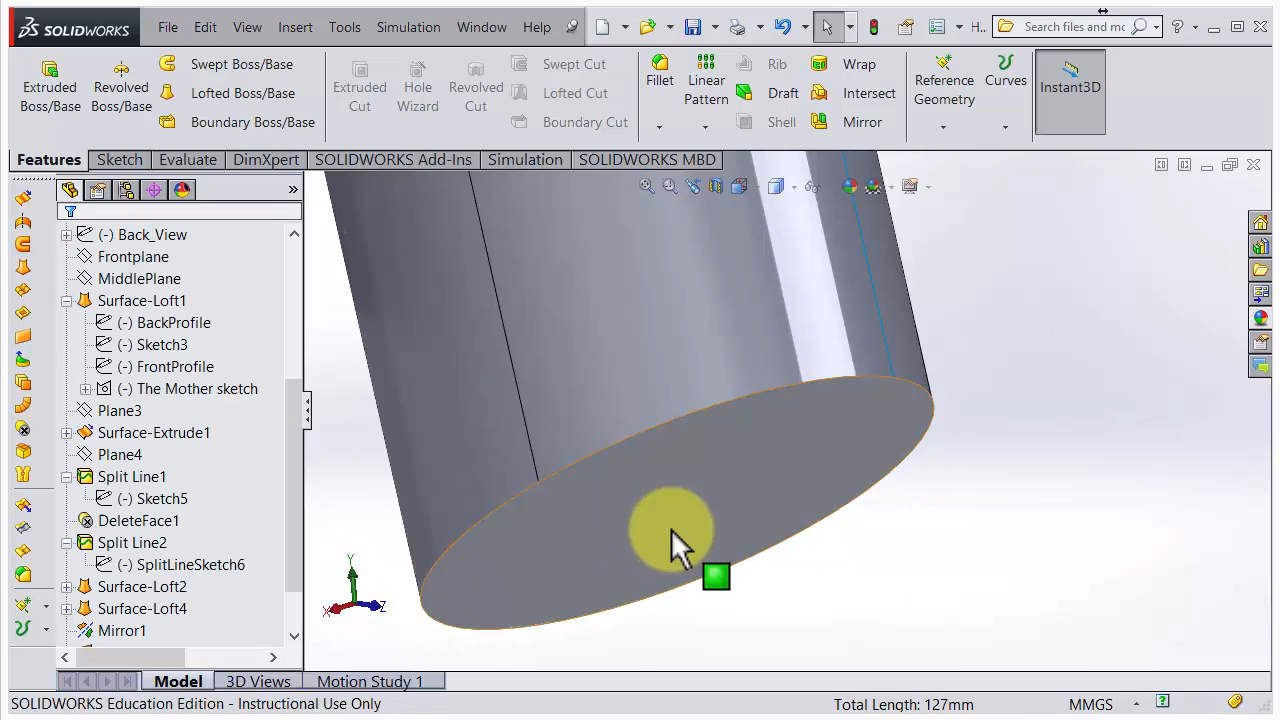 SOLIDWORKS File Edit View Insert Tools Simulation Window Help H.. Search files and mc ?
Extruded Boss/Base
Revolved Boss/Base
Swept Boss/Base
Lofted Boss/Base
Boundary Boss/Base
Extruded Cut
Hole Wizard
Revolved Cut
Swept Cut
Lofted Cut
Boundary Cut
Fillet
Linear Pattern
Rib
Draft
Shell
Wrap
Intersect
Mirror
Reference Geometry
Curves
Instant3D
Features Sketch Evaluate DimXpert SOLIDWORKS Add-Ins Simulation SOLIDWORKS MBD
(-) Back_View
Frontplane
MiddlePlane
Surface-Loft1
(-) BackProfile
(-) Sketch3
(-) FrontProfile
(-) The Mother sketch
Plane3
Surface-Extrude1
Plane4
Split Line1
(-) Sketch5
DeleteFace1
Split Line2
(-) SplitLineSketch6
Surface-Loft2
Surface-Loft4
Mirror1
Y
X
Z
Model 3D Views Motion Study 1
SOLIDWORKS Education Edition - Instructional Use Only Total Length: 127mm MMGS